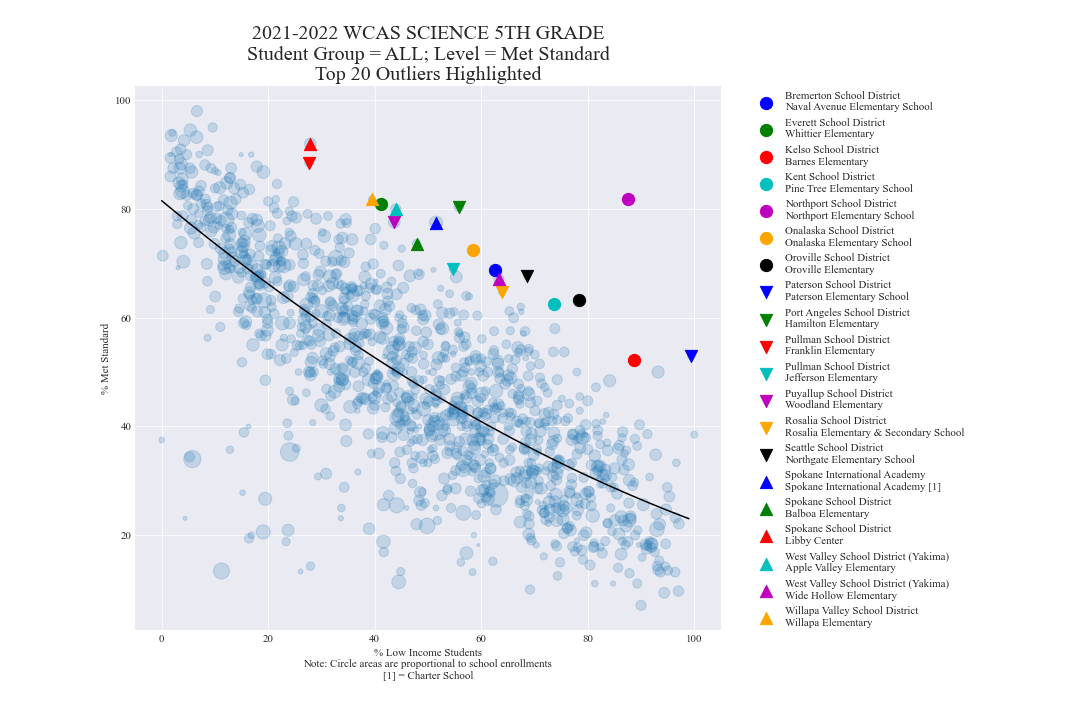 2021-2022 WCAS SCIENCE 5TH GRADE
Student Group = ALL; Level = Met Standard
Top 20 Outliers Highlighted
100
80
60
40
20
% Met Standard
0
20
40
60
80
100
% Low Income Students
Note: Circle areas are proportional to school enrollments
[1] = Charter School
Bremerton School District
Naval Avenue Elementary School
Everett School District
Whittier Elementary
Kelso School District
Barnes Elementary
Kent School District
Pine Tree Elementary School
Northport School District
Northport Elementary School
Onalaska School District
Onalaska Elementary School
Oroville School District
Oroville Elementary
Paterson School District
Paterson Elementary School
Port Angeles School District
Hamilton Elementary
Pullman School District
Franklin Elementary
Pullman School District
Jefferson Elementary
Puyallup School District
Woodland Elementary
Rosalia School District
Rosalia Elementary & Secondary School
Seattle School District
Northgate Elementary School
Spokane International Academy
Spokane International Academy [1]
Spokane School District
Balboa Elementary
Spokane School District
Libby Center
West Valley School District (Yakima)
Apple Valley Elementary
West Valley School District (Yakima)
Wide Hollow Elementary
Willapa Valley School District
Willapa Elementary